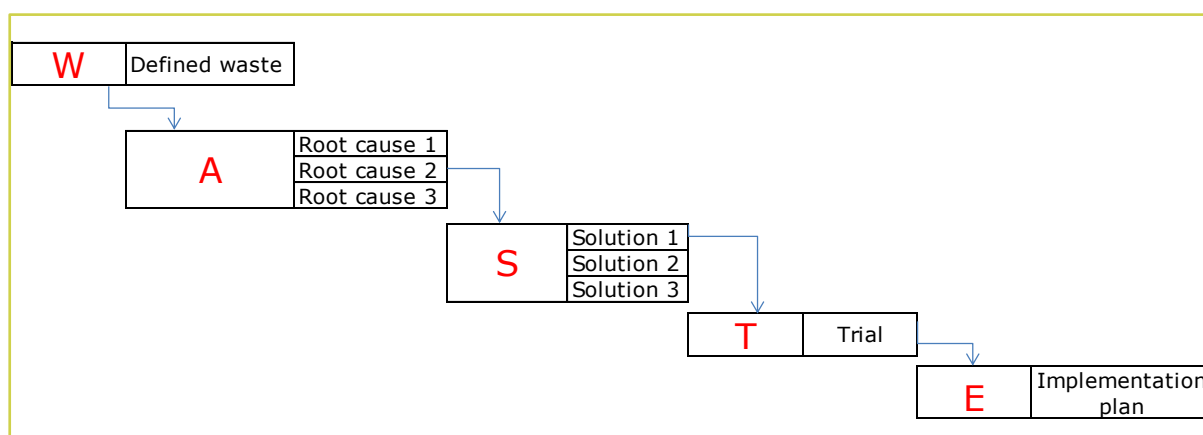 W Defined waste
A
Root cause 1
Root cause 2
Root cause 3
S
Solution 1
Solution 2
Solution 3
T Trial
E
Implementation
plan